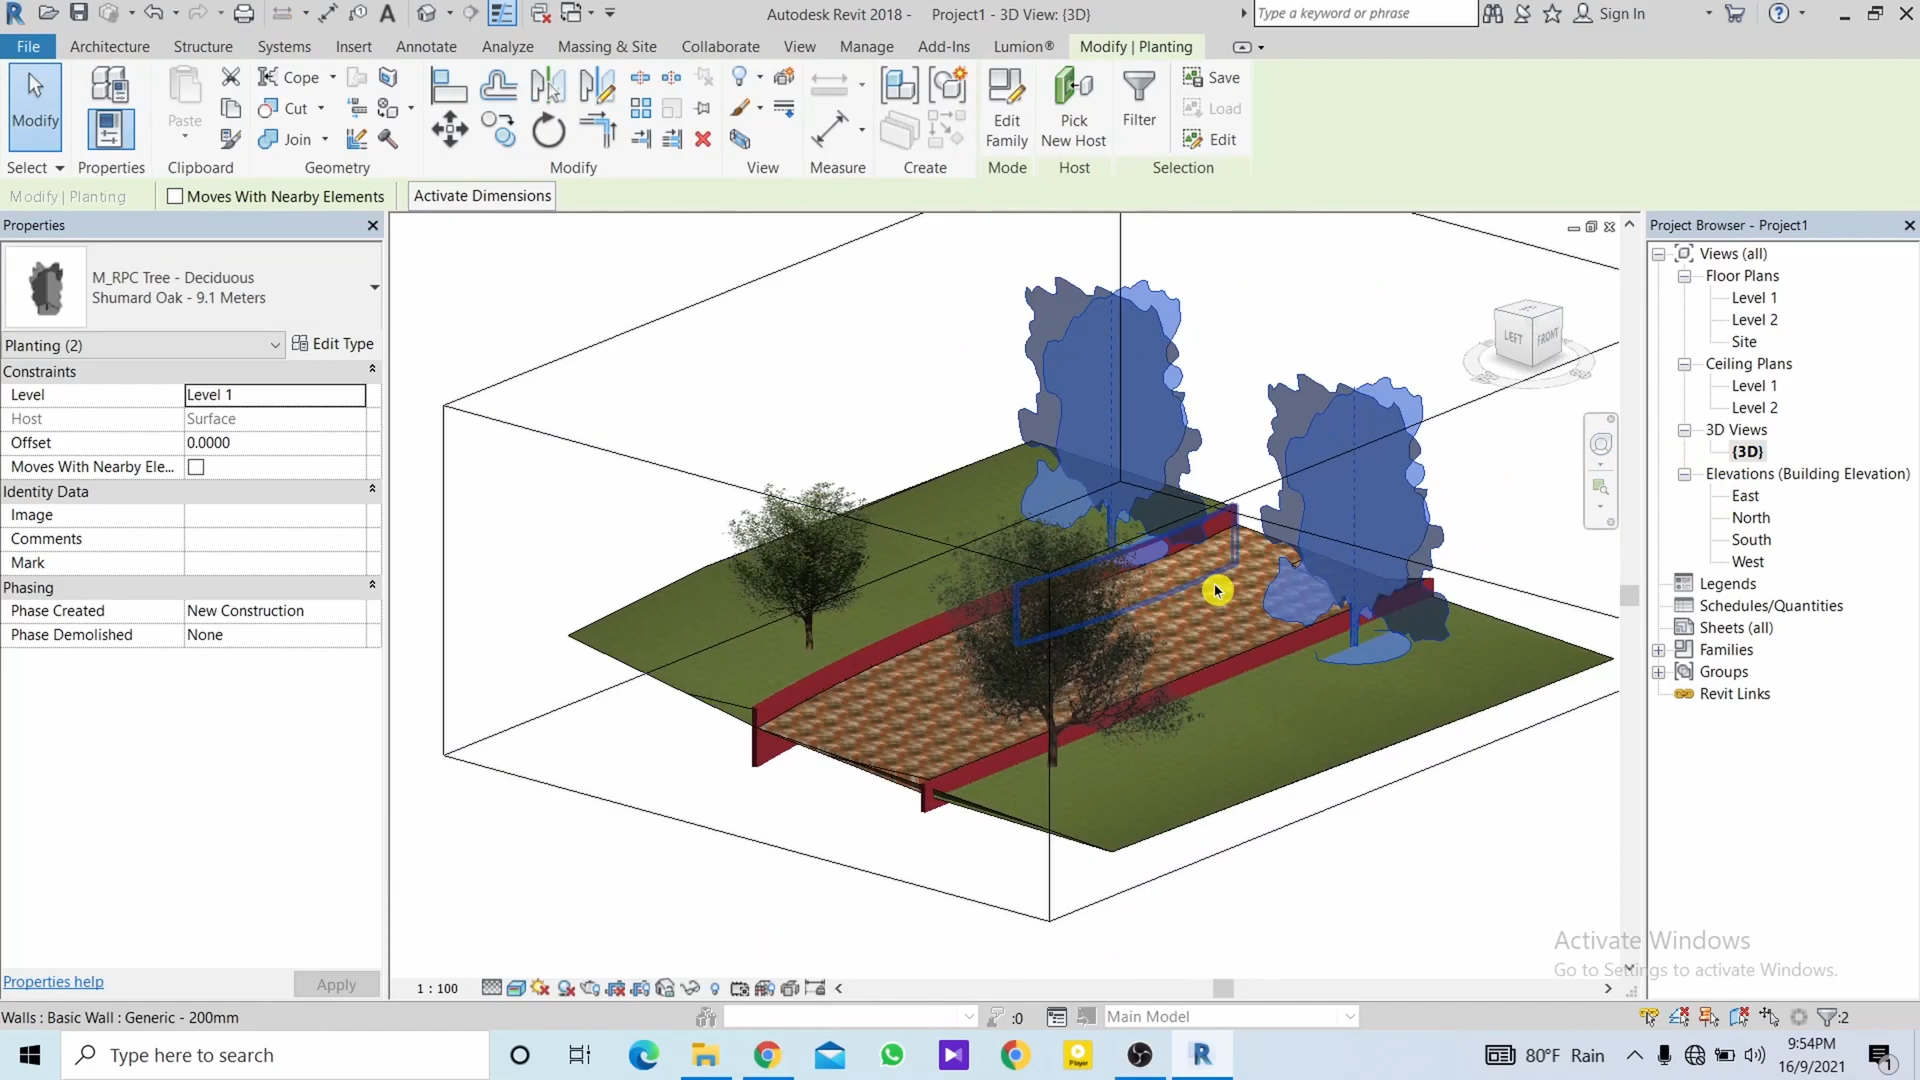 Autodesk Revit 2018 -    Project1 - 3D View: {3D}
Type a keyword or phrase
Sign In
File Architecture Structure Systems Insert Annotate Analyze Massing & Site Collaborate View Manage Add-Ins Lumion® Modify | Planting
Modify
Paste
Cope
Cut
Join
Edit
Family
Pick
New Host
Filter
Save
Load
Edit
Select Properties Clipboard Geometry Modify View Measure Create Mode Host Selection
Modify | Planting
Moves With Nearby Elements
Activate Dimensions
Properties
M_RPC Tree - Deciduous
Shumard Oak - 9.1 Meters
Planting (2)
Edit Type
Constraints
Level Level 1
Host Surface
Offset 0.0000
Moves With Nearby Ele...
Identity Data
Image
Comments
Mark
Phasing
Phase Created New Construction
Phase Demolished None
Properties help
Apply
LEFT FRONT
1 : 100
Project Browser - Project1
Views (all)
Floor Plans
Level 1
Level 2
Site
Ceiling Plans
Level 1
Level 2
3D Views
{3D}
Elevations (Building Elevation)
East
North
South
West
Legends
Schedules/Quantities
Sheets (all)
Families
Groups
Revit Links
Activate Windows
Go to Settings to activate Windows.
Walls : Basic Wall : Generic - 200mm
:0
Main Model
:2
Type here to search
Player
80°F Rain
9:54PM
16/9/2021
1